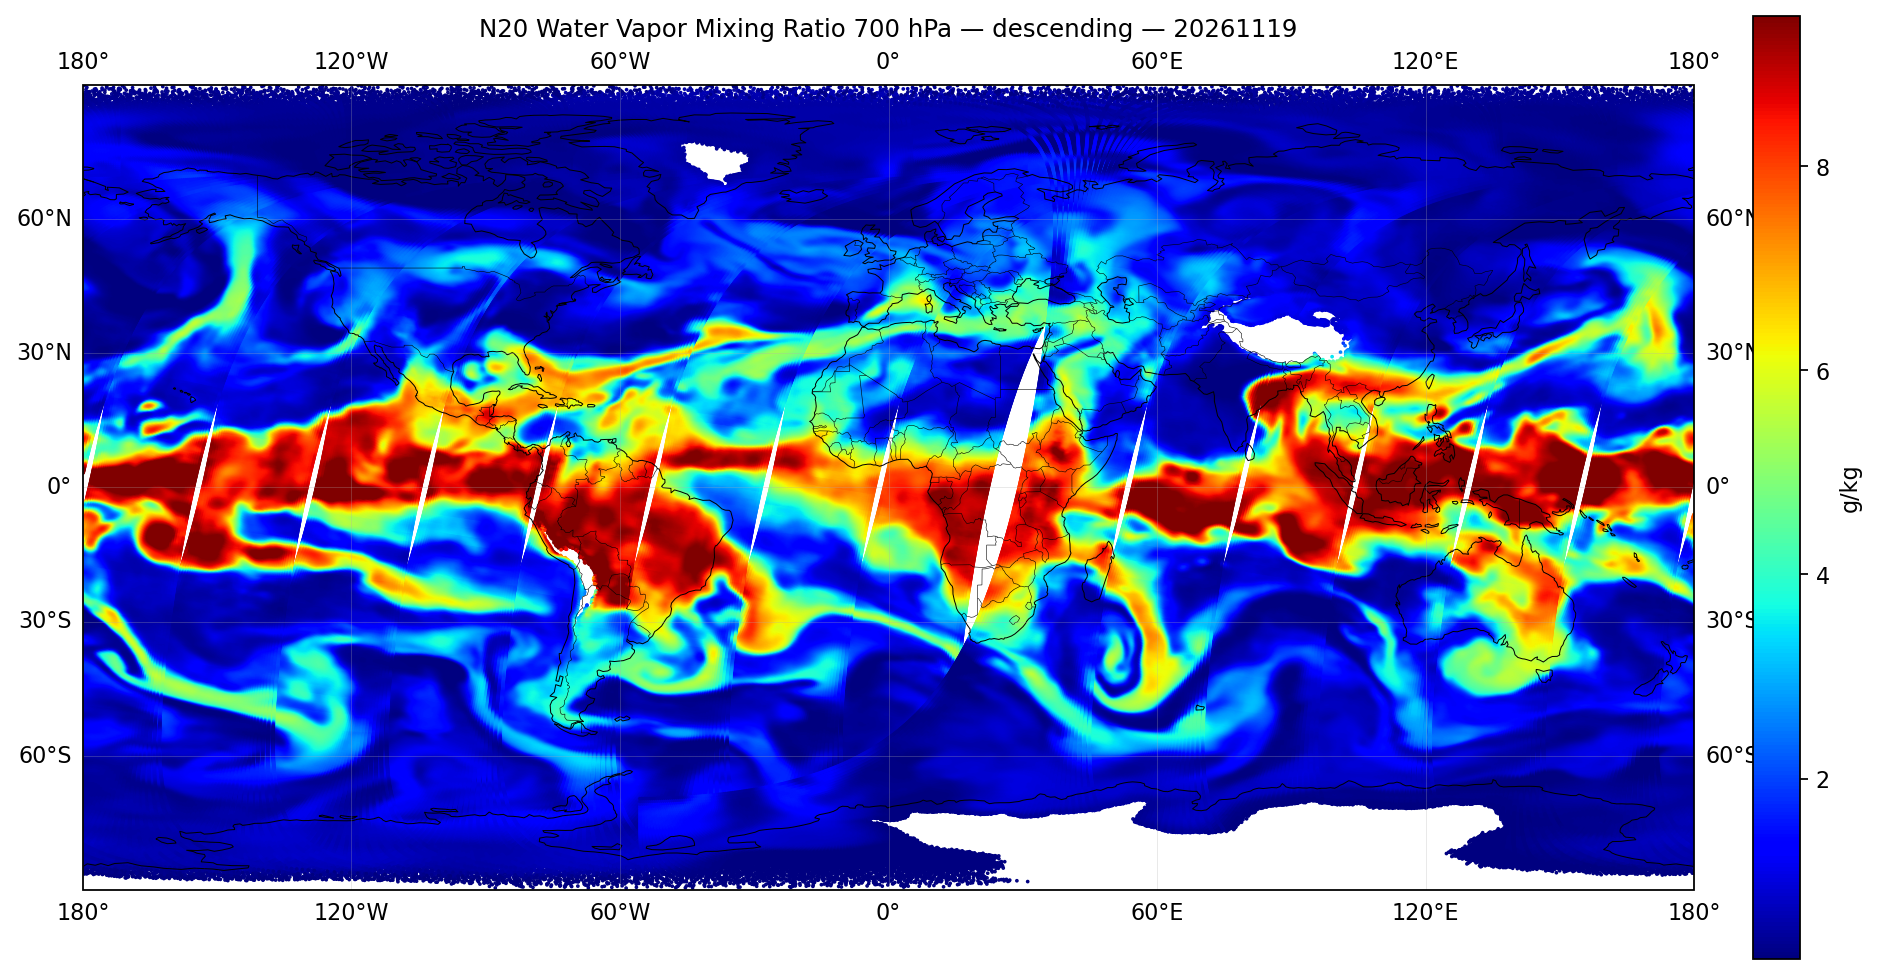 N20 Water Vapor Mixing Ratio 700 hPa — descending — 20261119
180° 120°W 60°W 0° 60°E 120°E 180°
60°N 60°N
30°N 30°N
0° 0°
30°S 30°S
60°S 60°S
180° 120°W 60°W 0° 60°E 120°E 180°
8
6
4
2
g/kg